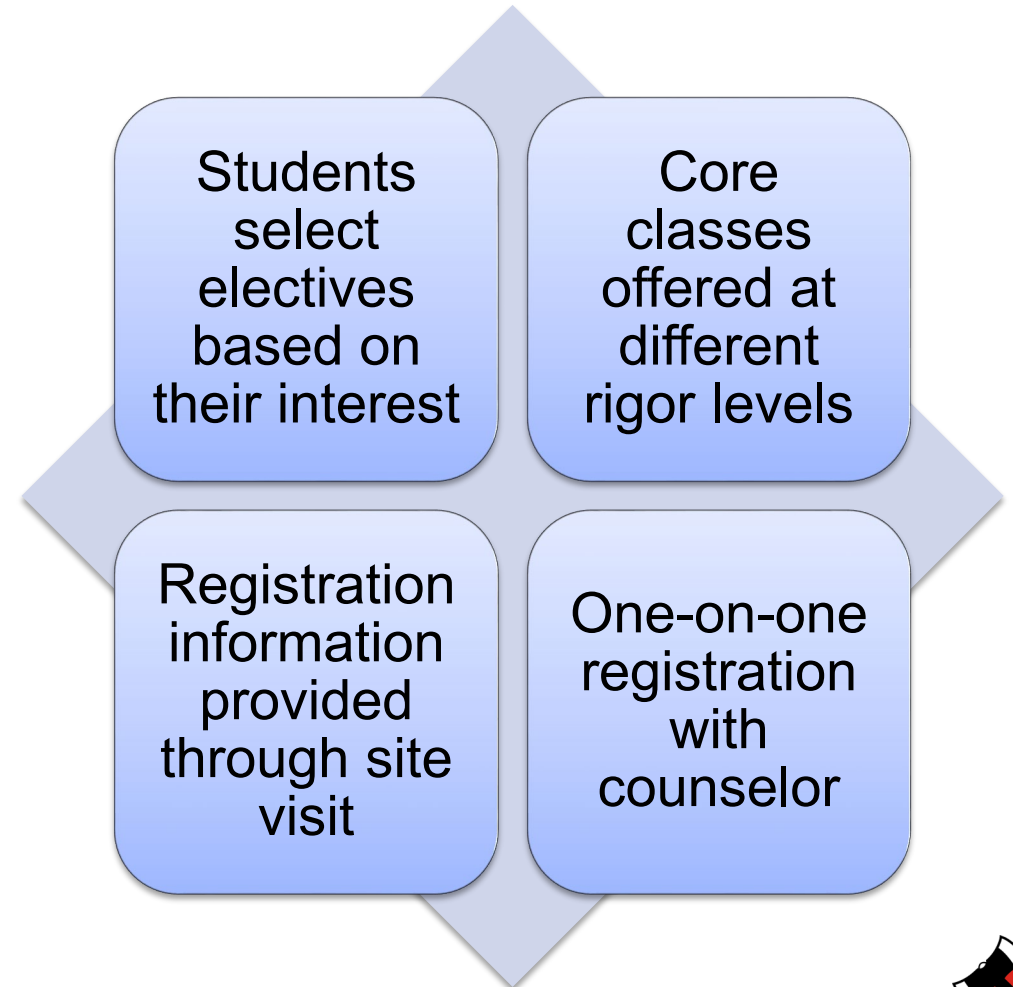 Students
select
electives
based on
their interest
Core
classes
offered at
different
rigor levels
Registration
information
provided
through site
visit
One-on-one
registration
with
counselor